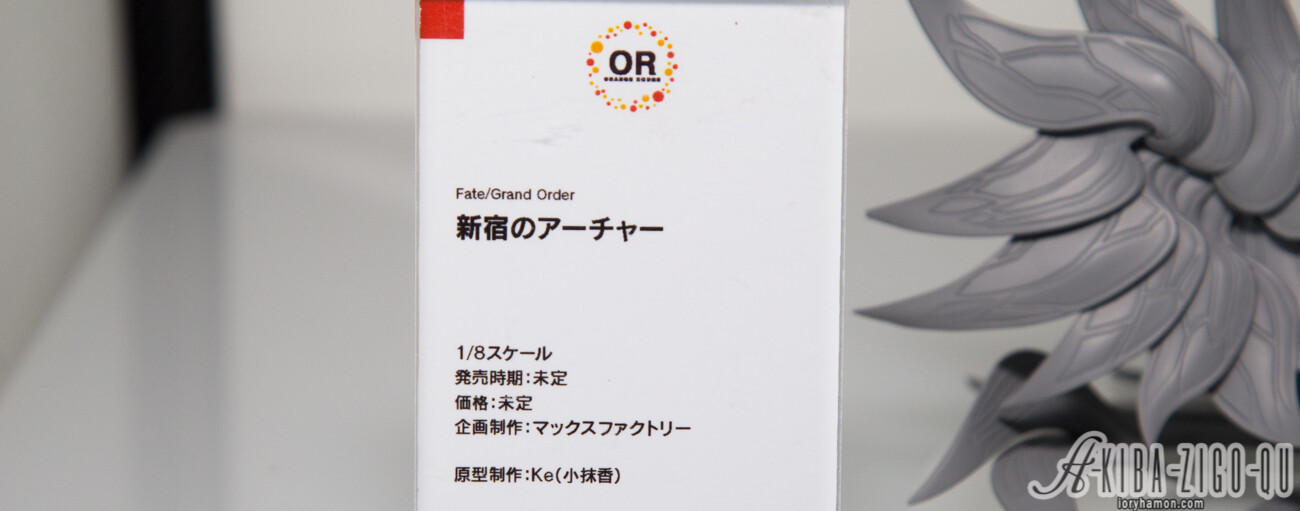 OR
ORANGE ROUGE
Fate/Grand Order
新宿のアーチャー
1/8スケール
発売時期：未定
価格：未定
企画制作：マックスファクトリー
原型制作：Ke（小抹香）
A-KIBA-ZIGO-QU
ioryhamon.com